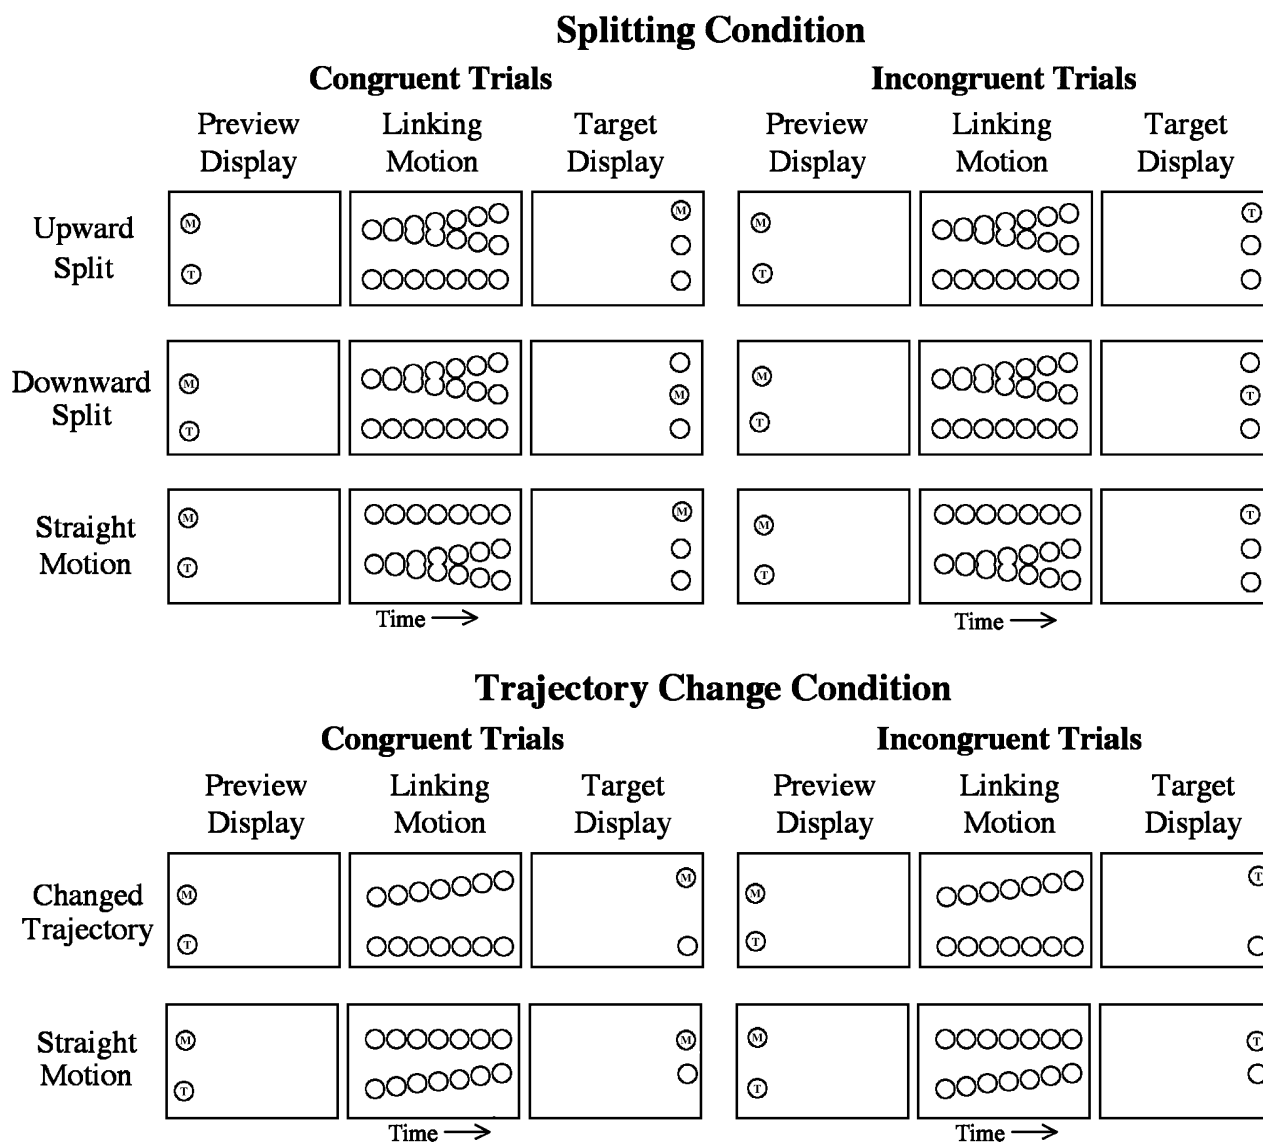 Splitting Condition
Congruent Trials Incongruent Trials
Preview Linking Target Preview Linking Target
Display Motion Display Display Motion Display
Upward
Split
M M M T
T T
Downward
Split
M M M T
T T
Straight
Motion
M M M T
T T
Time Time
Trajectory Change Condition
Congruent Trials Incongruent Trials
Preview Linking Target Preview Linking Target
Display Motion Display Display Motion Display
Changed
Trajectory
M M M T
T T
Straight
Motion
M M M T
T T
Time Time